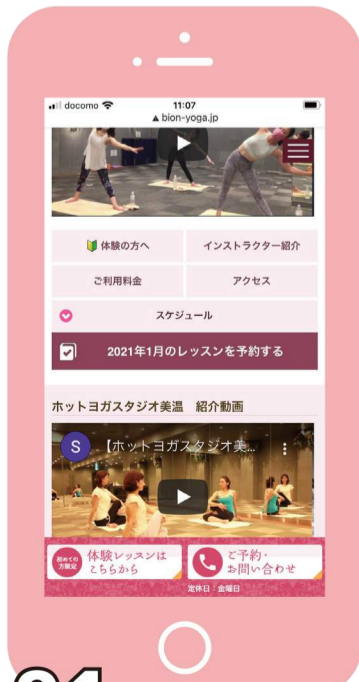 docomo 11:07
▲ bion-yoga.jp
🔰 体験の方へ
インストラクター紹介
ご利用料金
アクセス
スケジュール
2021年1月のレッスンを予約する
ホットヨガスタジオ美温　紹介動画
S 【ホットヨガスタジオ美...
初めての方限定
体験レッスンは
こちらから
ご予約・
お問い合わせ
定休日：金曜日